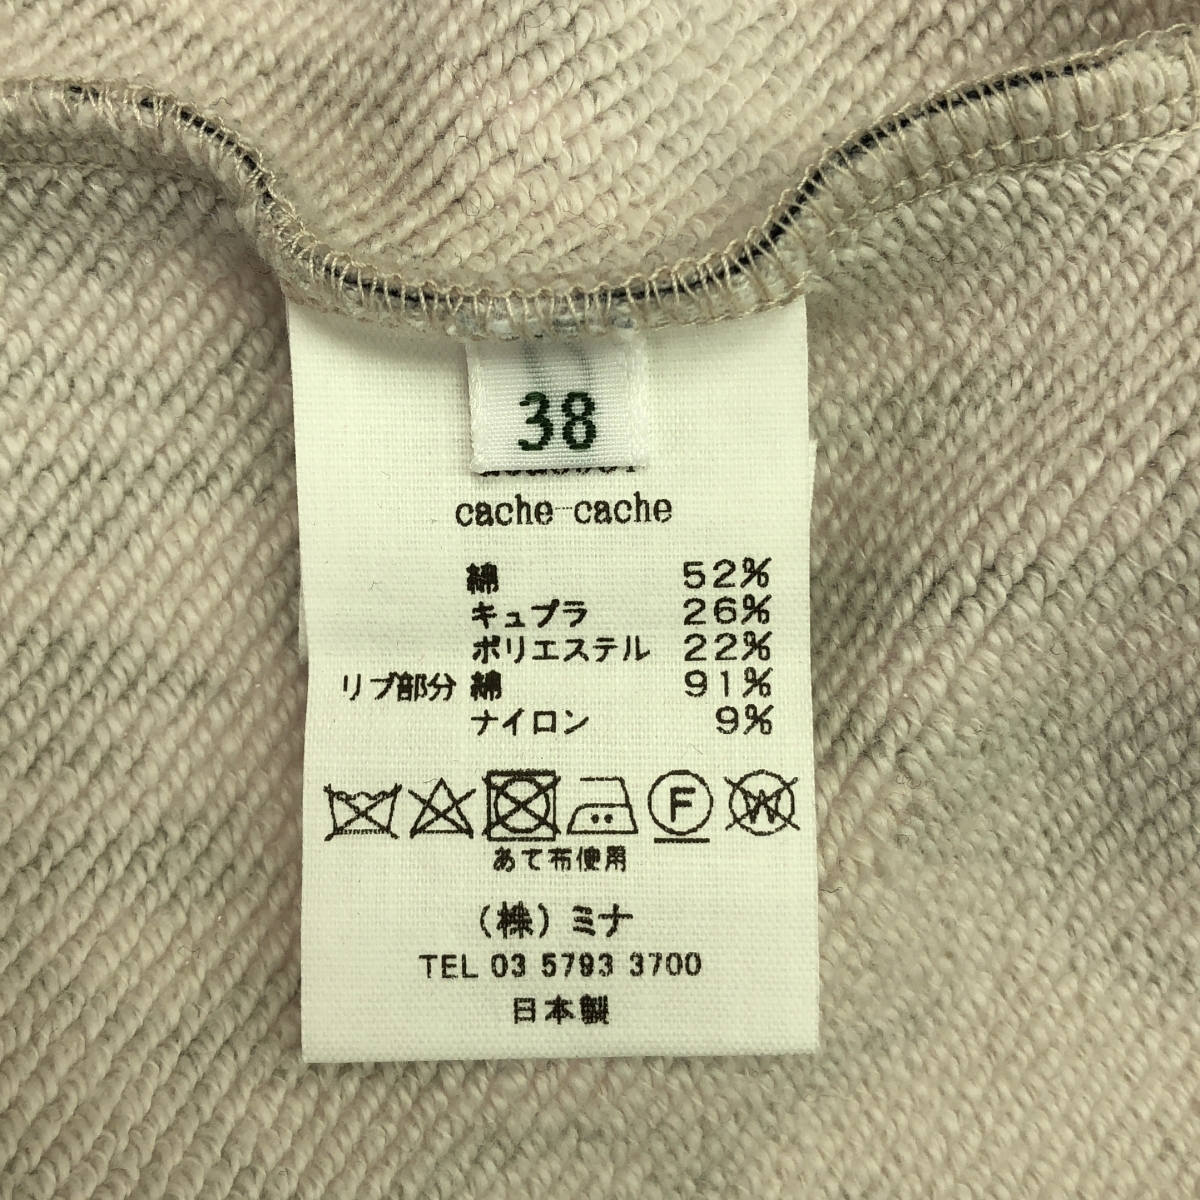 38
cache cache
綿 52%
キュプラ 26%
ポリエステル 22%
リブ部分 綿 91%
ナイロン 9%
F W
あて布使用
(株)ミナ
TEL 03 5793 3700
日本製